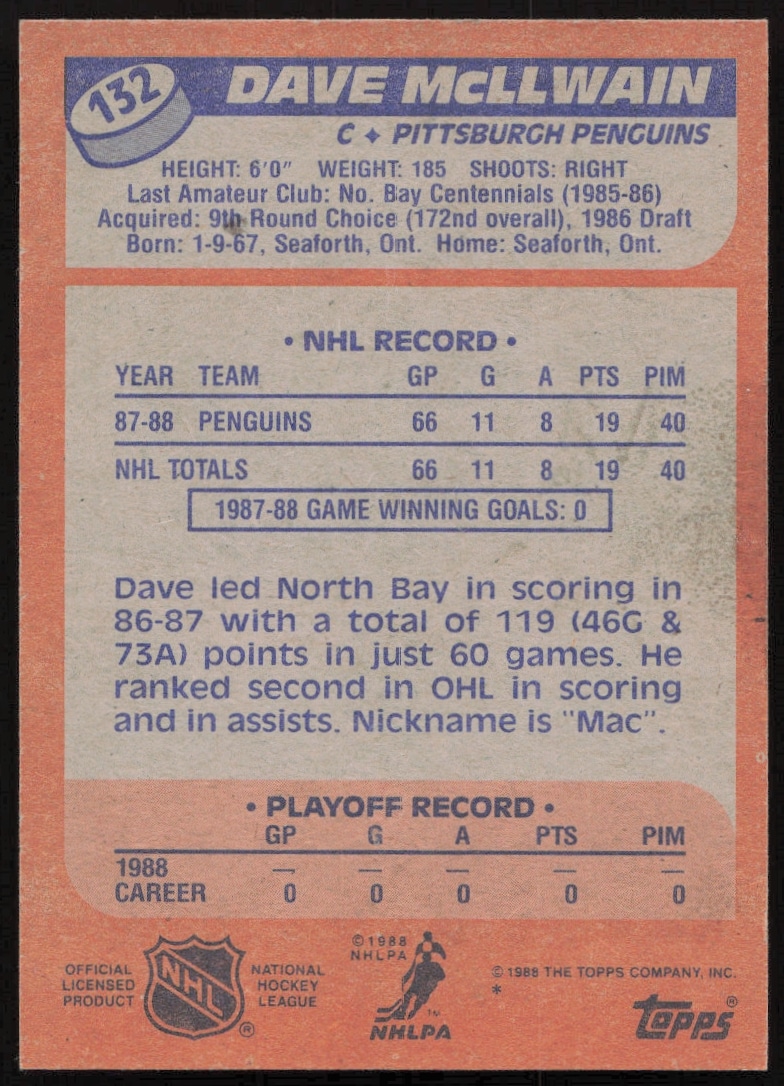 132
DAVE McLLWAIN
C ✦ PITTSBURGH PENGUINS
HEIGHT: 6'0" WEIGHT: 185 SHOOTS: RIGHT
Last Amateur Club: No. Bay Centennials (1985-86)
Acquired: 9th Round Choice (172nd overall), 1986 Draft
Born: 1-9-67, Seaforth, Ont. Home: Seaforth, Ont.
• NHL RECORD •
YEAR TEAM GP G A PTS PIM
87-88 PENGUINS 66 11 8 19 40
NHL TOTALS 66 11 8 19 40
1987-88 GAME WINNING GOALS: 0
Dave led North Bay in scoring in
86-87 with a total of 119 (46G &
73A) points in just 60 games. He
ranked second in OHL in scoring
and in assists. Nickname is "Mac".
• PLAYOFF RECORD •
GP G A PTS PIM
1988 — — — — —
CAREER 0 0 0 0 0
OFFICIAL
LICENSED
PRODUCT
NHL
®
NATIONAL
HOCKEY
LEAGUE
©1988
NHLPA
TM
NHLPA
© 1988 THE TOPPS COMPANY, INC.
*
topps®